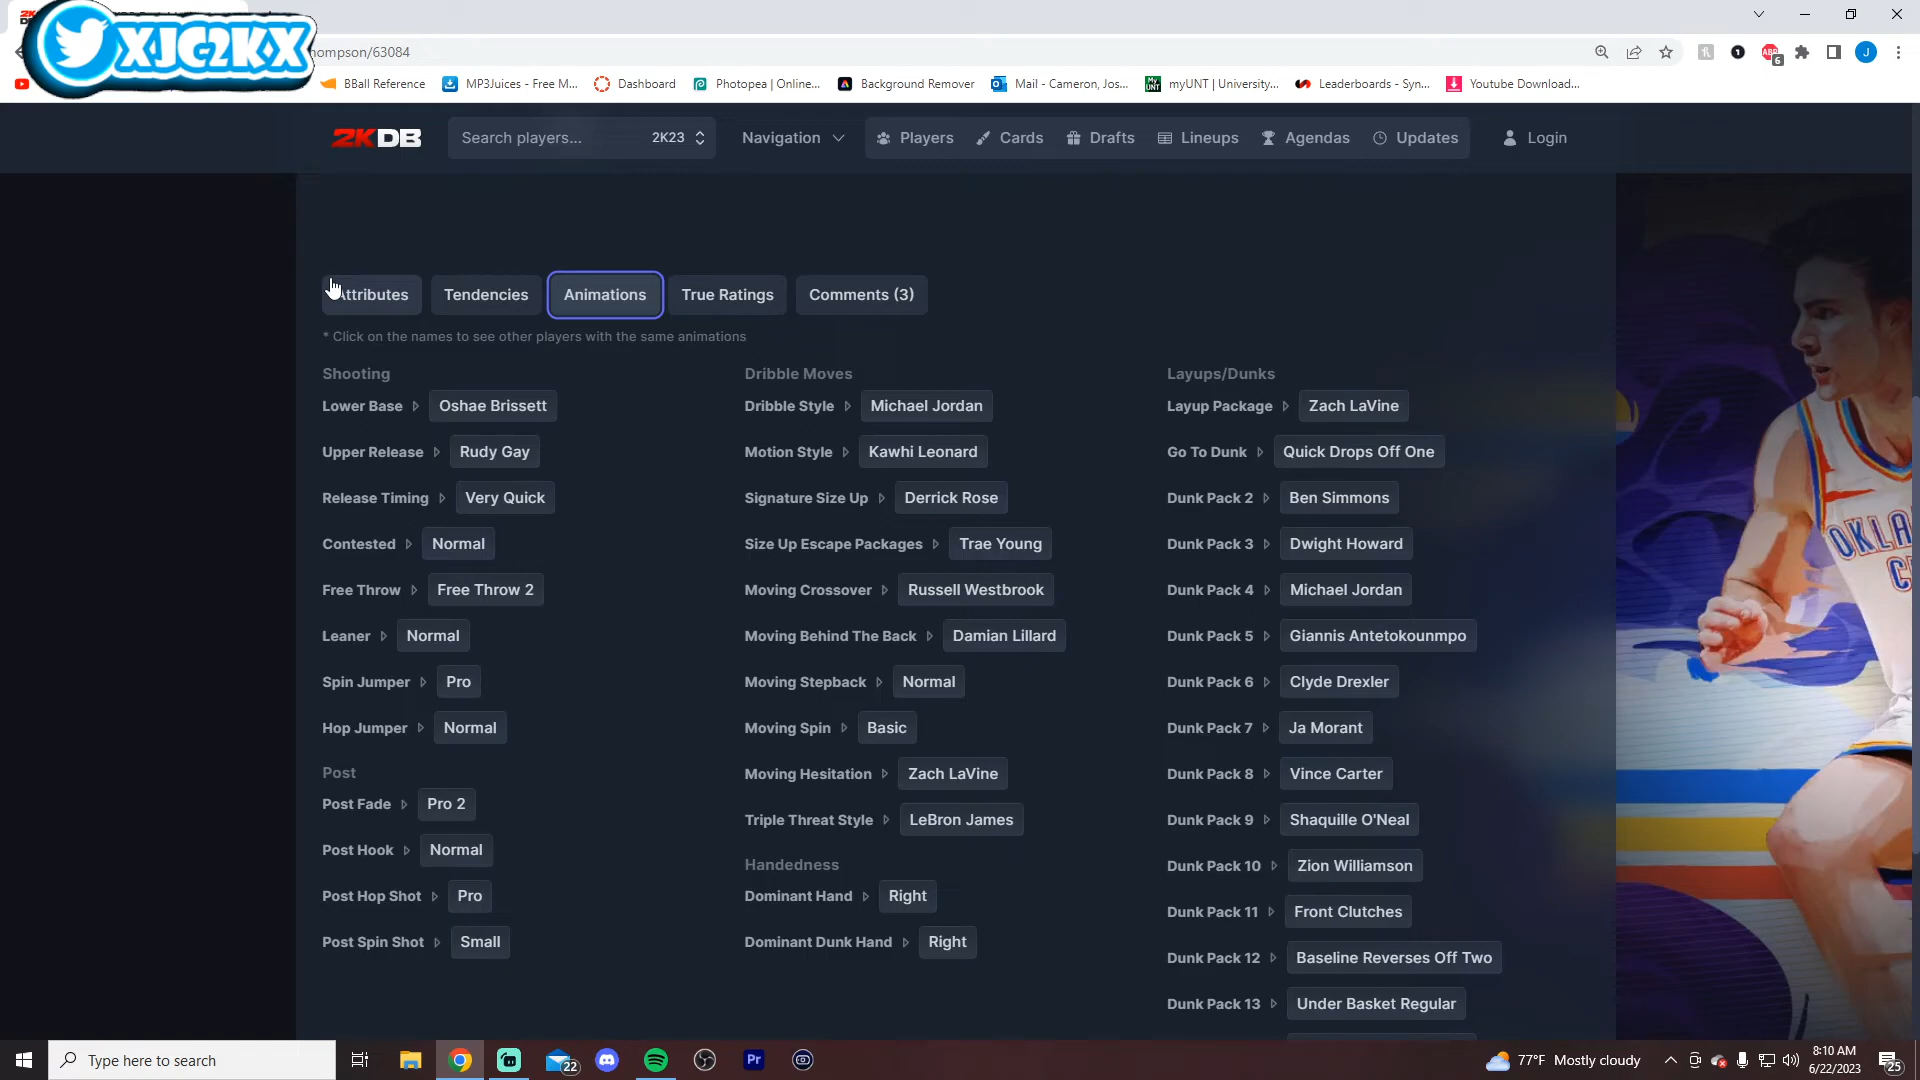 XJC2KX
hompson/63084
BBall Reference
MP3Juices - Free M...
Dashboard
Photopea | Online...
Background Remover
Mail - Cameron, Jos...
myUNT | University...
Leaderboards - Syn...
Youtube Download...
2KDB
Search players...
2K23
Navigation
Players
Cards
Drafts
Lineups
Agendas
Updates
Login
Attributes
Tendencies
Animations
True Ratings
Comments (3)
* Click on the names to see other players with the same animations
Shooting
Lower Base Oshae Brissett
Upper Release Rudy Gay
Release Timing Very Quick
Contested Normal
Free Throw Free Throw 2
Leaner Normal
Spin Jumper Pro
Hop Jumper Normal
Post
Post Fade Pro 2
Post Hook Normal
Post Hop Shot Pro
Post Spin Shot Small
Dribble Moves
Dribble Style Michael Jordan
Motion Style Kawhi Leonard
Signature Size Up Derrick Rose
Size Up Escape Packages Trae Young
Moving Crossover Russell Westbrook
Moving Behind The Back Damian Lillard
Moving Stepback Normal
Moving Spin Basic
Moving Hesitation Zach LaVine
Triple Threat Style LeBron James
Handedness
Dominant Hand Right
Dominant Dunk Hand Right
Layups/Dunks
Layup Package Zach LaVine
Go To Dunk Quick Drops Off One
Dunk Pack 2 Ben Simmons
Dunk Pack 3 Dwight Howard
Dunk Pack 4 Michael Jordan
Dunk Pack 5 Giannis Antetokounmpo
Dunk Pack 6 Clyde Drexler
Dunk Pack 7 Ja Morant
Dunk Pack 8 Vince Carter
Dunk Pack 9 Shaquille O'Neal
Dunk Pack 10 Zion Williamson
Dunk Pack 11 Front Clutches
Dunk Pack 12 Baseline Reverses Off Two
Dunk Pack 13 Under Basket Regular
OKLA
C
Type here to search
22
Pr
77°F Mostly cloudy
8:10 AM
6/22/2023
25
J
ABP
6
1
myUNT